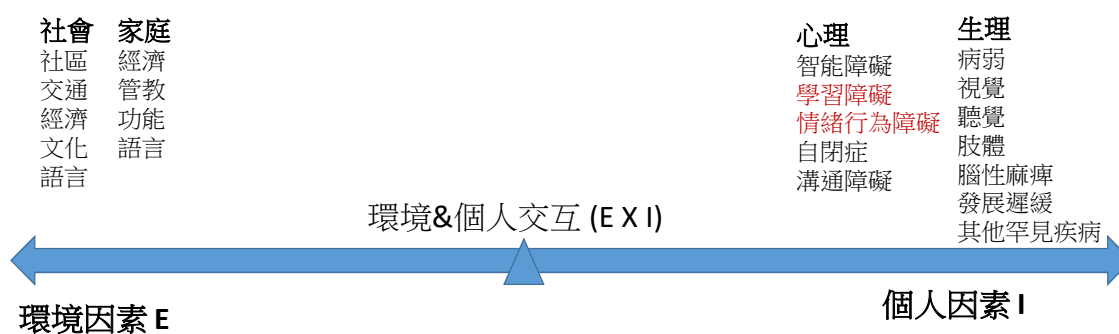 社會
社區
交通
經濟
文化
語言
家庭
經濟
管教
功能
語言
心理
智能障礙
學習障礙
情緒行為障礙
自閉症
溝通障礙
生理
病弱
視覺
聽覺
肢體
腦性麻痺
發展遲緩
其他罕見疾病
環境&個人交互 (E X I)
環境因素 E
個人因素 I